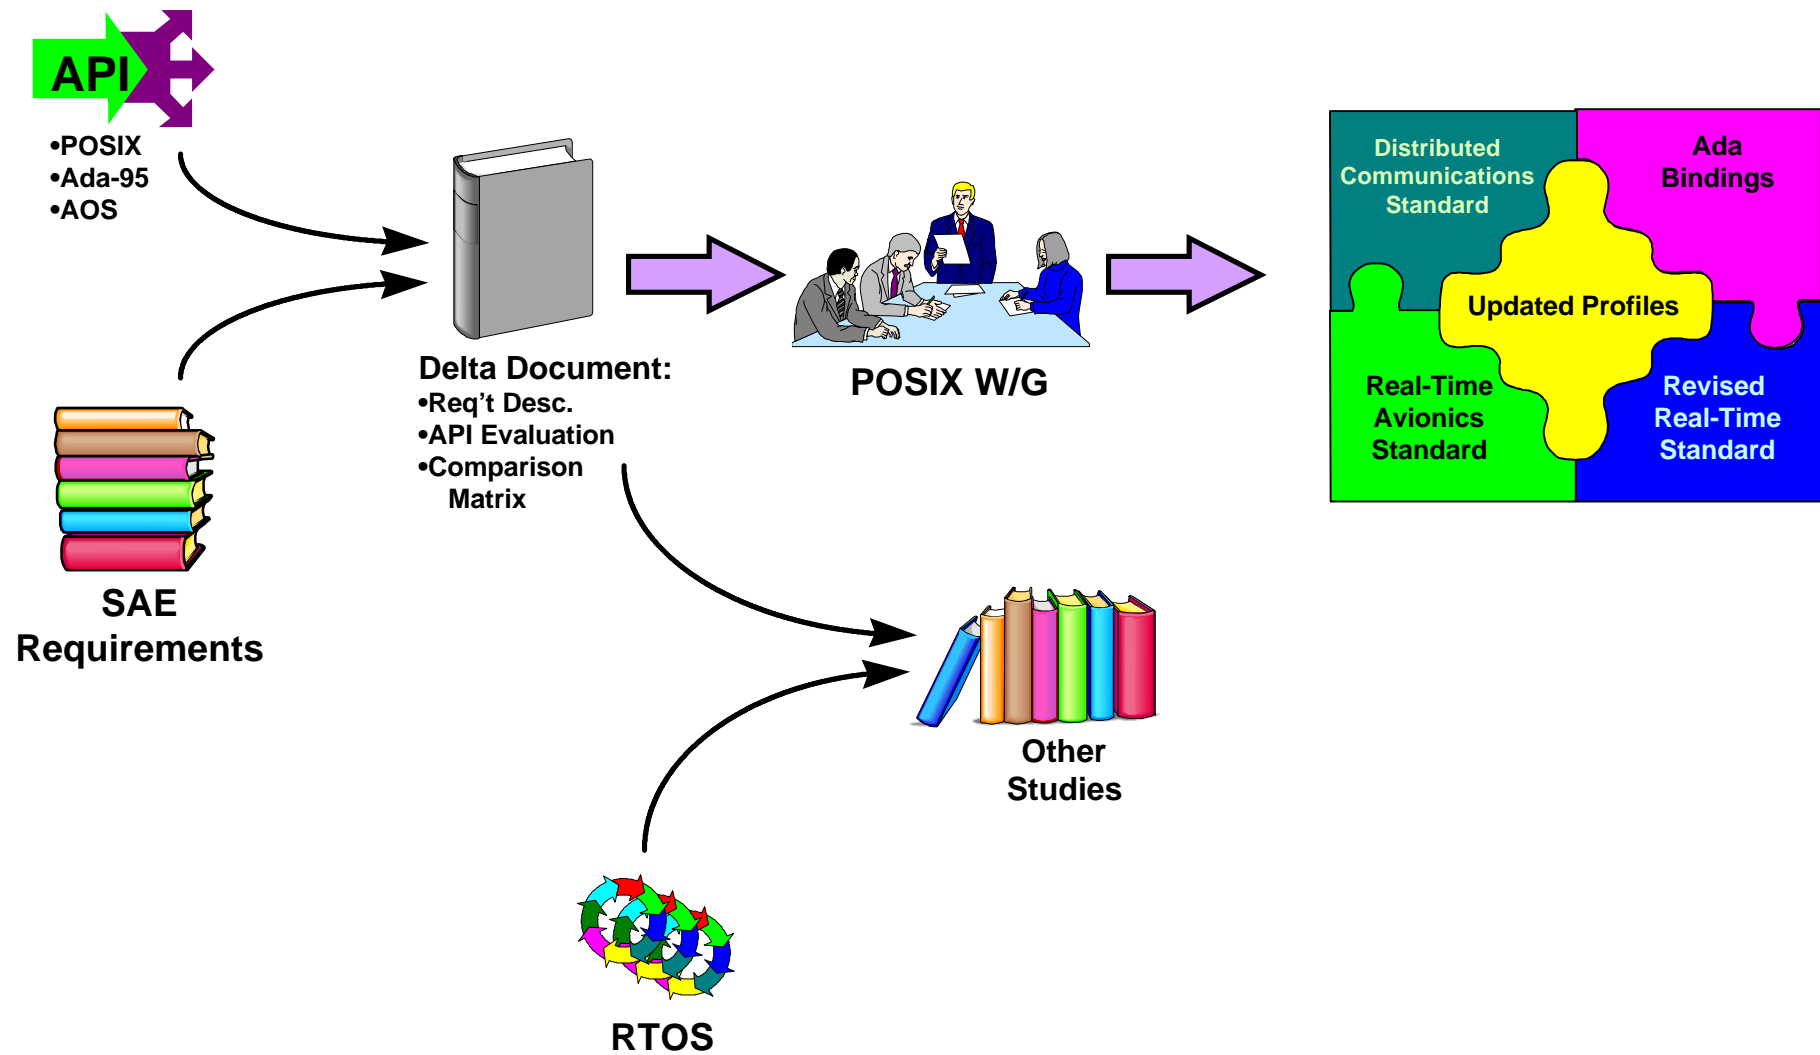 API
•POSIX
•Ada-95
•AOS
SAE
Requirements
Delta Document:
•Req't Desc.
•API Evaluation
•Comparison
Matrix
POSIX W/G
Distributed
Communications
Standard
Ada
Bindings
Updated Profiles
Real-Time
Avionics
Standard
Revised
Real-Time
Standard
Other
Studies
RTOS